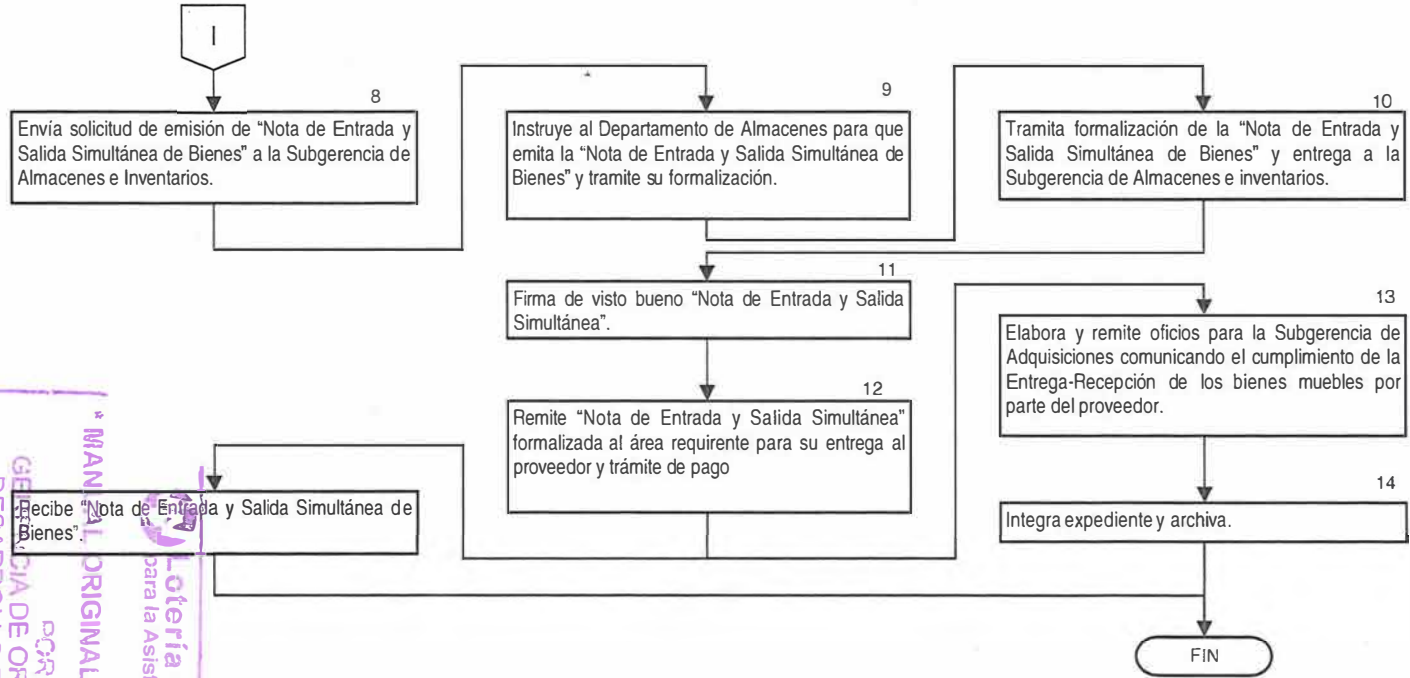 I
8
Envía solicitud de emisión de “Nota de Entrada y
Salida Simultánea de Bienes” a la Subgerencia de
Almacenes e Inventarios.
9
Instruye al Departamento de Almacenes para que
emita la “Nota de Entrada y Salida Simultánea de
Bienes” y tramite su formalización.
10
Tramita formalización de la “Nota de Entrada y
Salida Simultánea de Bienes” y entrega a la
Subgerencia de Almacenes e inventarios.
11
Firma de visto bueno “Nota de Entrada y Salida
Simultánea”.
12
Remite “Nota de Entrada y Salida Simultánea”
formalizada al área requirente para su entrega al
proveedor y trámite de pago
13
Elabora y remite oficios para la Subgerencia de
Adquisiciones comunicando el cumplimiento de la
Entrega-Recepción de los bienes muebles por
parte del proveedor.
Recibe “Nota de Entrada y Salida Simultánea de
Bienes”.
14
Integra expediente y archiva.
FIN
Lotería
para la
" MANUAL ORIGINAL
POR
GERENCIA DE